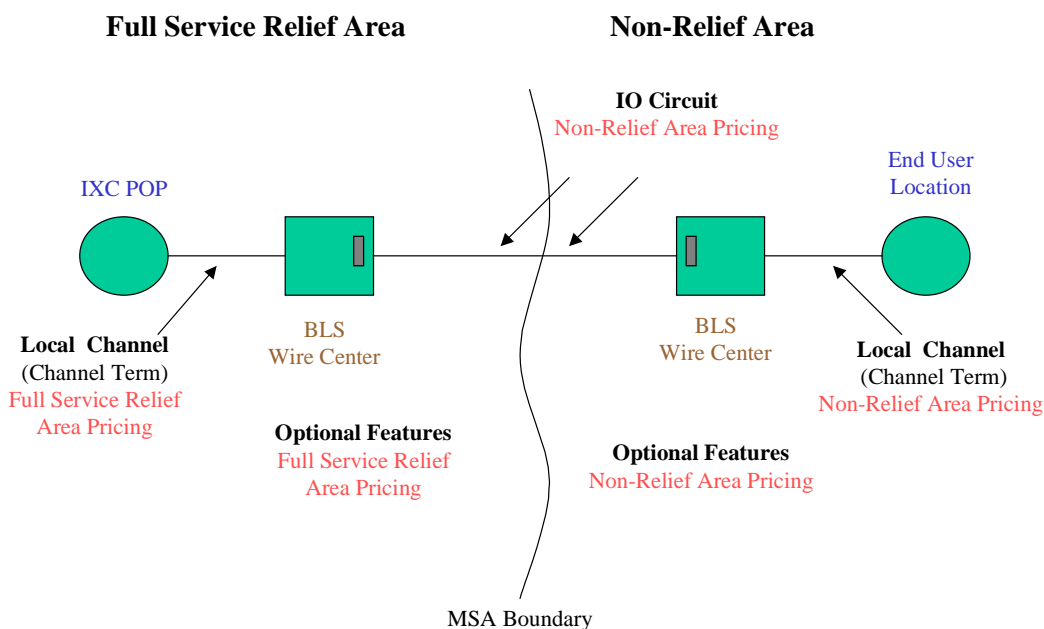 Full Service Relief Area
Non-Relief Area
IO Circuit
Non-Relief Area Pricing
IXC POP
End User
Location
BLS
Wire Center
BLS
Wire Center
Local Channel
(Channel Term)
Full Service Relief
Area Pricing
Local Channel
(Channel Term)
Non-Relief Area Pricing
Optional Features
Full Service Relief
Area Pricing
Optional Features
Non-Relief Area Pricing
MSA Boundary